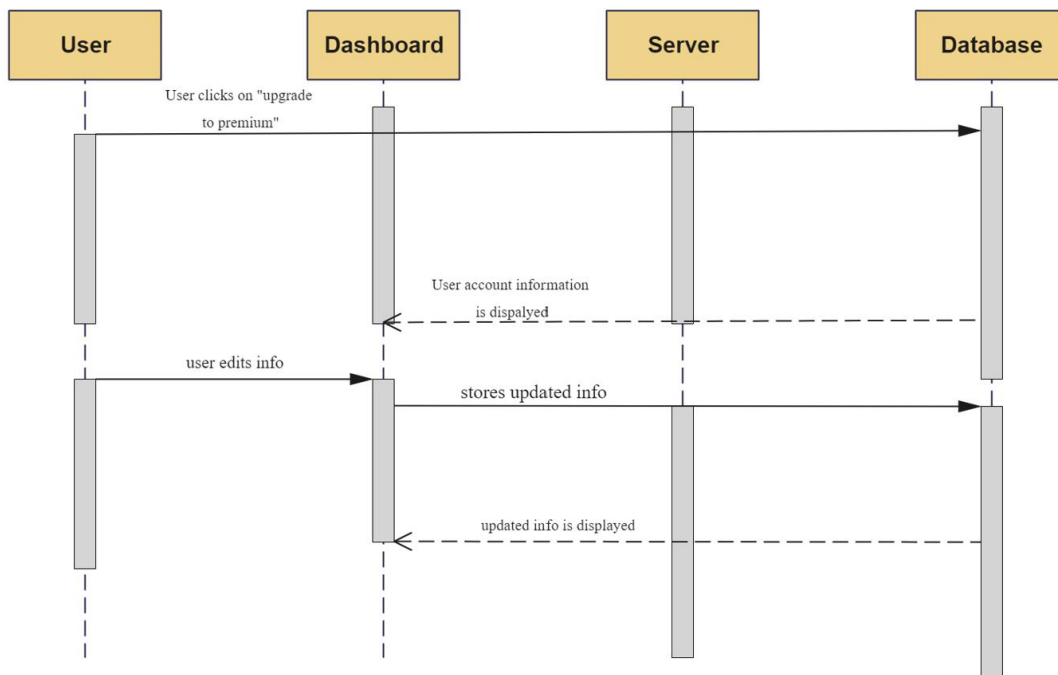 User
Dashboard
Server
Database
User clicks on "upgrade
to premium"
User account information
is dispalyed
user edits info
stores updated info
updated info is displayed